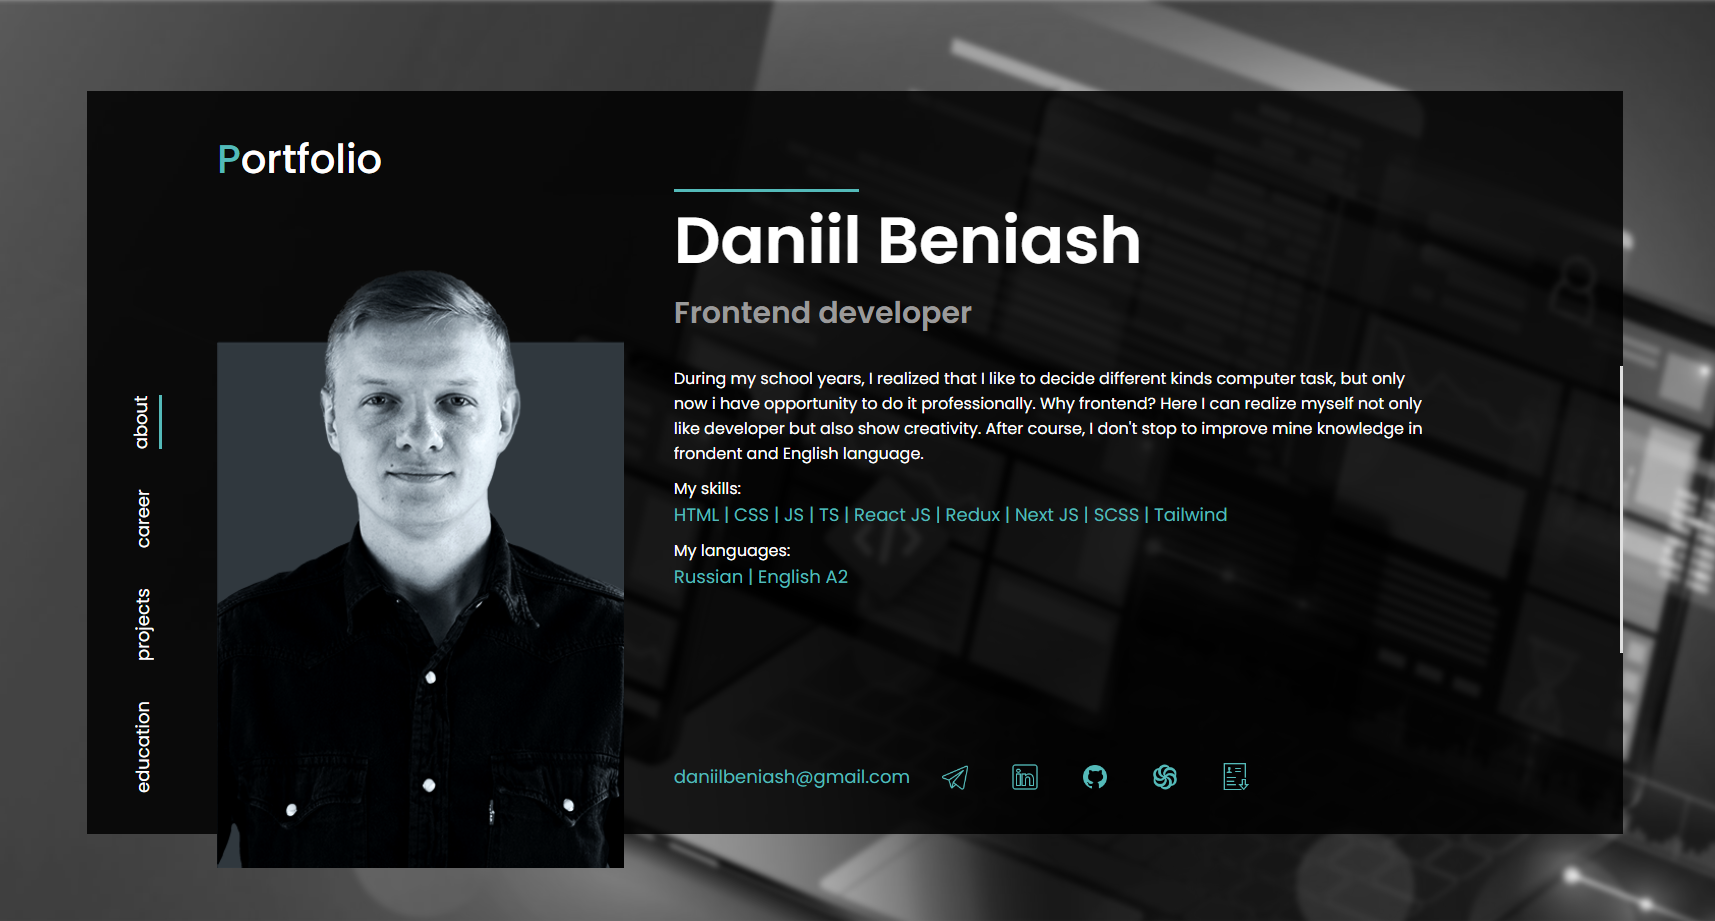 Portfolio
Daniil Beniash
Frontend developer
During my school years, I realized that I like to decide different kinds computer task, but only
now i have opportunity to do it professionally. Why frontend? Here I can realize myself not only
like developer but also show creativity. After course, I don't stop to improve mine knowledge in
frondent and English language.
My skills:
HTML | CSS | JS | TS | React JS | Redux | Next JS | SCSS | Tailwind
My languages:
Russian | English A2
about
career
projects
education
daniilbeniash@gmail.com